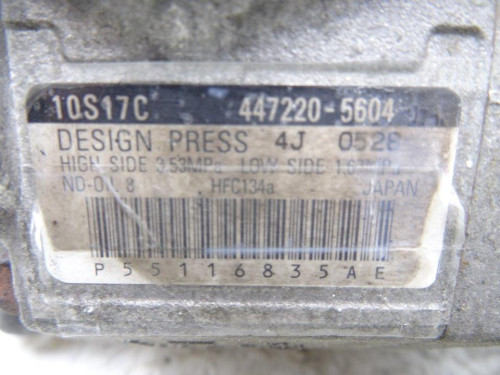 10S17C 447220-5604
DESIGN PRESS 4J 0528
HIGH SIDE 3.53MPa LOW SIDE
ND-OIL 8 HFC134a JAPAN
P55116835AE